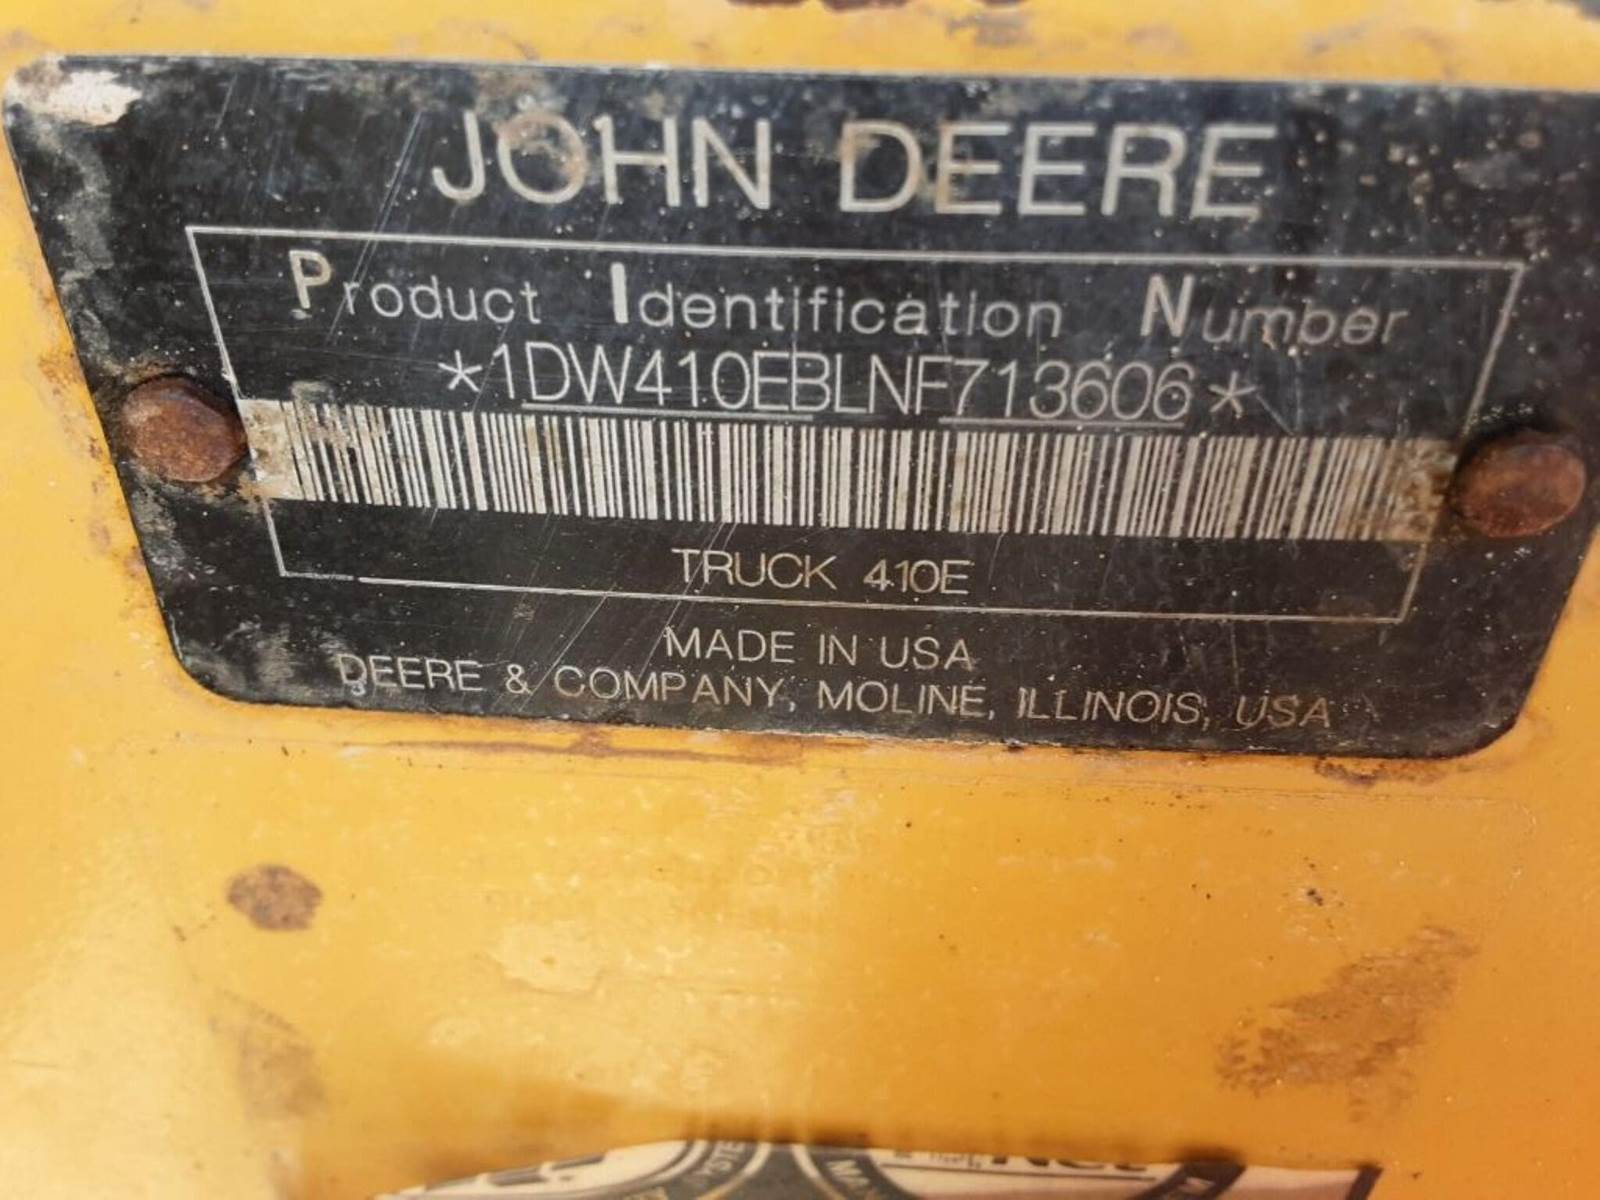 JOHN DEERE
Product Identification Number
*1DW410EBLNF713606*
TRUCK 410E
MADE IN USA
DEERE & COMPANY, MOLINE, ILLINOIS, USA